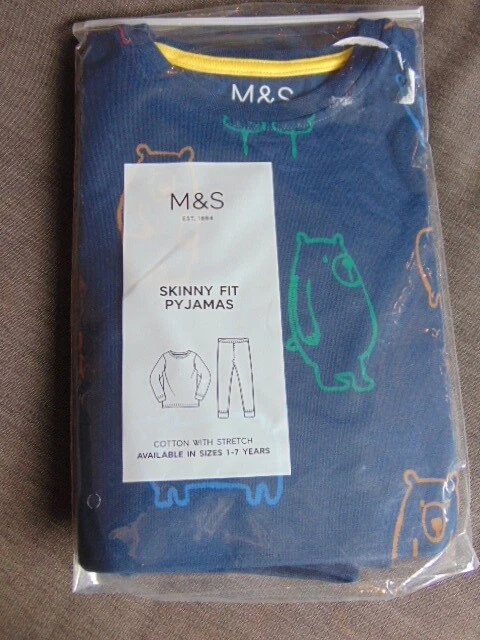 M&S
M&S
EST. 1884
SKINNY FIT
PYJAMAS
COTTON WITH STRETCH
AVAILABLE IN SIZES 1-7 YEARS